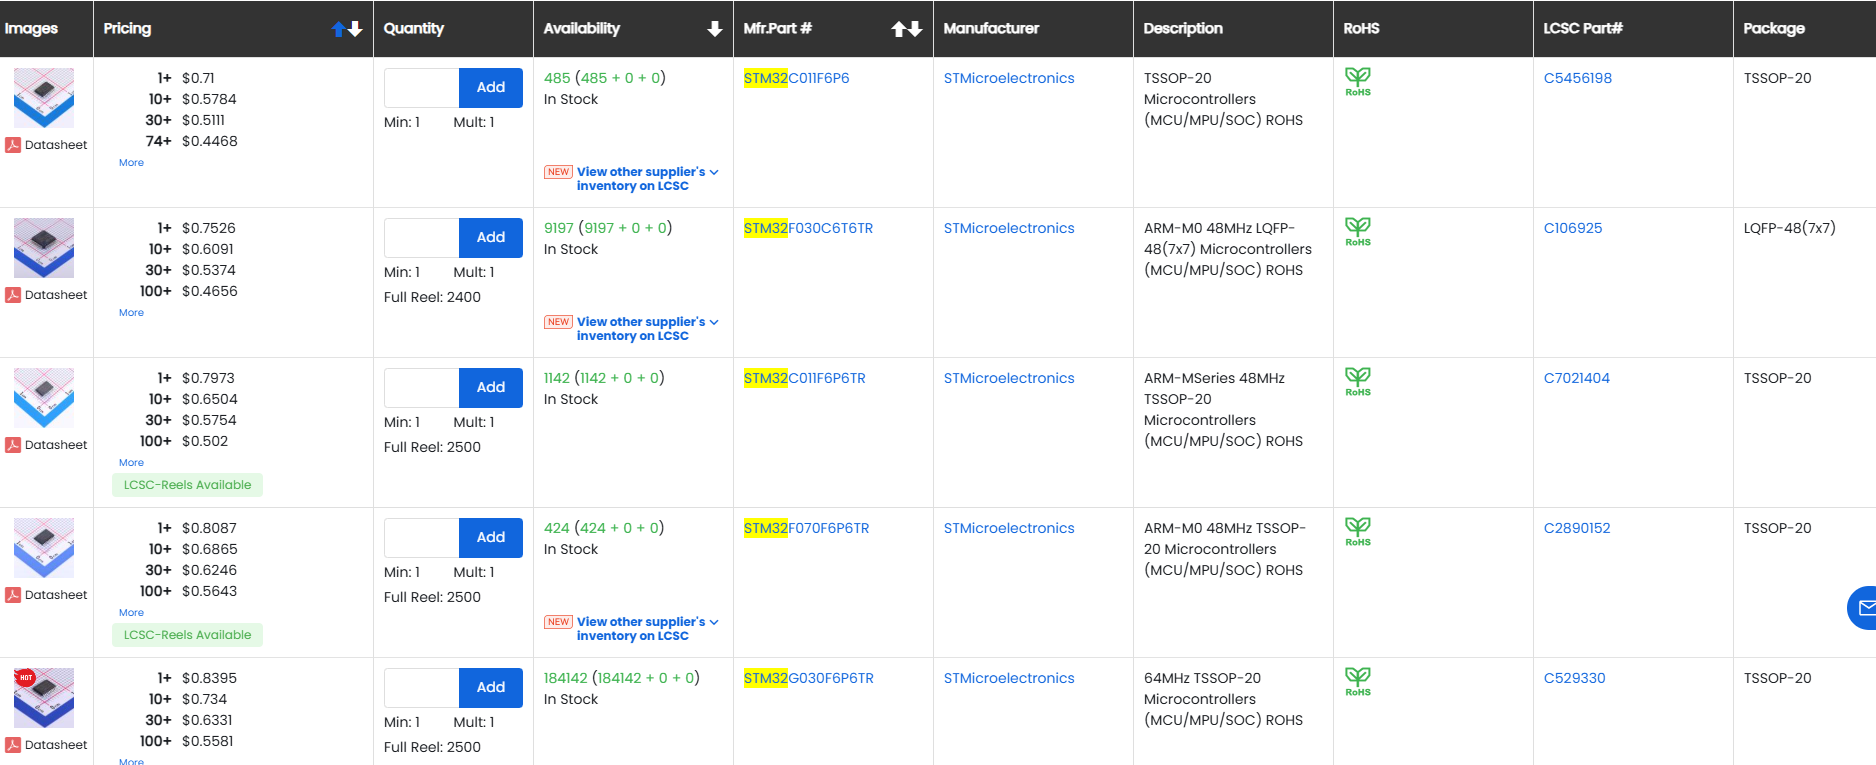 Images Pricing Quantity Availability Mfr.Part # Manufacturer Description RoHS LCSC Part# Package
1+ $0.71
10+ $0.5784
30+ $0.5111
74+ $0.4468
More
Datasheet
Add
Min: 1 Mult: 1
485 (485 + 0 + 0)
In Stock
NEW View other supplier's
inventory on LCSC
STM32C011F6P6
STMicroelectronics
TSSOP-20
Microcontrollers
(MCU/MPU/SOC) ROHS
RoHS
C5456198
TSSOP-20
1+ $0.7526
10+ $0.6091
30+ $0.5374
100+ $0.4656
More
Datasheet
Add
Min: 1 Mult: 1
Full Reel: 2400
9197 (9197 + 0 + 0)
In Stock
NEW View other supplier's
inventory on LCSC
STM32F030C6T6TR
STMicroelectronics
ARM-M0 48MHz LQFP-
48(7x7) Microcontrollers
(MCU/MPU/SOC) ROHS
RoHS
C106925
LQFP-48(7x7)
1+ $0.7973
10+ $0.6504
30+ $0.5754
100+ $0.502
More
LCSC-Reels Available
Datasheet
Add
Min: 1 Mult: 1
Full Reel: 2500
1142 (1142 + 0 + 0)
In Stock
STM32C011F6P6TR
STMicroelectronics
ARM-MSeries 48MHz
TSSOP-20
Microcontrollers
(MCU/MPU/SOC) ROHS
RoHS
C7021404
TSSOP-20
1+ $0.8087
10+ $0.6865
30+ $0.6246
100+ $0.5643
More
LCSC-Reels Available
Datasheet
Add
Min: 1 Mult: 1
Full Reel: 2500
424 (424 + 0 + 0)
In Stock
NEW View other supplier's
inventory on LCSC
STM32F070F6P6TR
STMicroelectronics
ARM-M0 48MHz TSSOP-
20 Microcontrollers
(MCU/MPU/SOC) ROHS
RoHS
C2890152
TSSOP-20
HOT
1+ $0.8395
10+ $0.734
30+ $0.6331
100+ $0.5581
More
Datasheet
Add
Min: 1 Mult: 1
Full Reel: 2500
184142 (184142 + 0 + 0)
In Stock
STM32G030F6P6TR
STMicroelectronics
64MHz TSSOP-20
Microcontrollers
(MCU/MPU/SOC) ROHS
RoHS
C529330
TSSOP-20